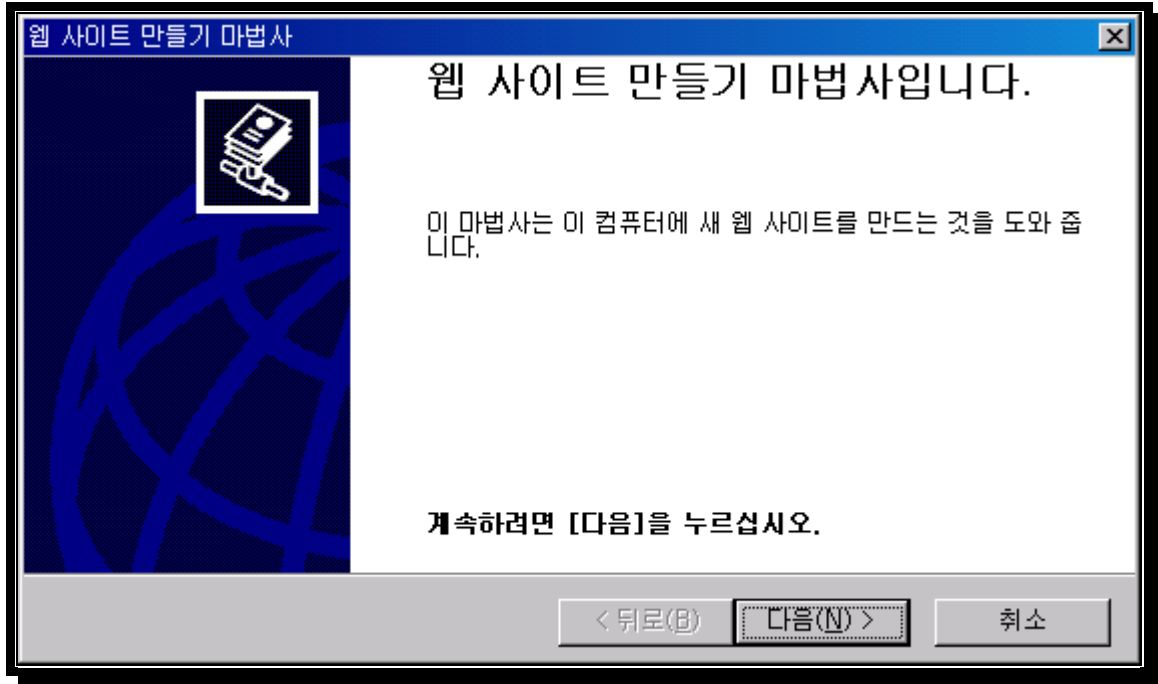 웹 사이트 만들기 마법사
웹 사이트 만들기 마법사입니다.
이 마법사는 이 컴퓨터에 새 웹 사이트를 만드는 것을 도와 줍
니다.
계속하려면 [다음]을 누르십시오.
< 뒤로(B) 다음(N) > 취소